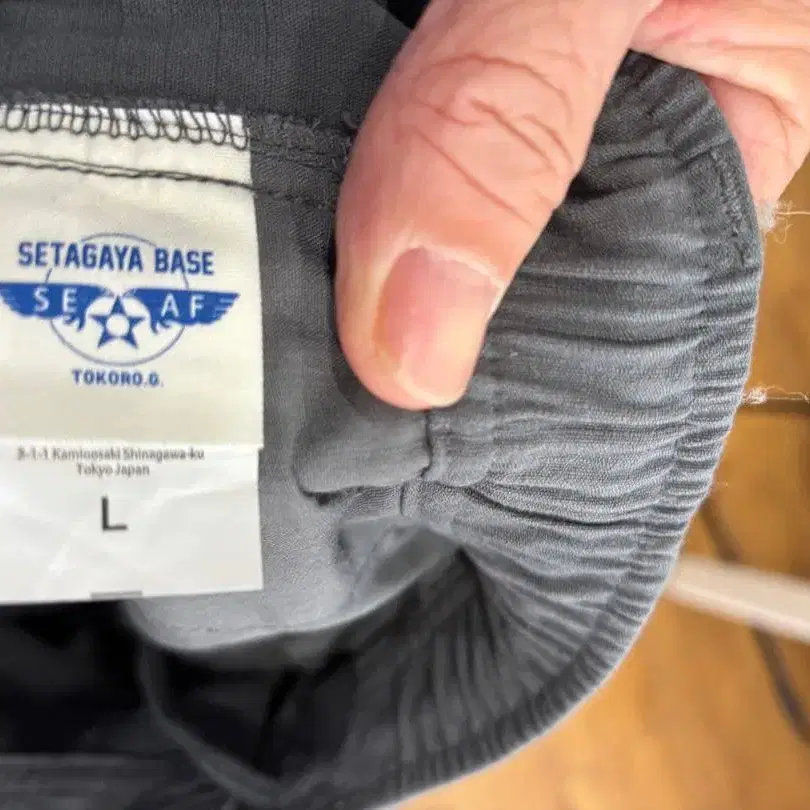 SETAGAYA BASE
SE AF
TOKORO.G.
3-1-1 Kamioosaki Shinagawa-ku
Tokyo Japan
L